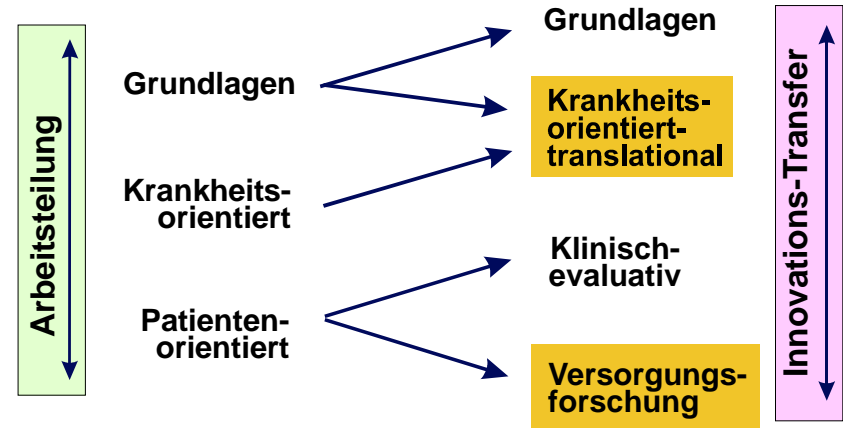 Arbeitsteilung
Grundlagen
Krankheits-
orientiert
Patienten-
orientiert
Grundlagen
Krankheits-
orientiert-
translational
Klinisch-
evaluativ
Versorgungs-
forschung
Innovations-Transfer